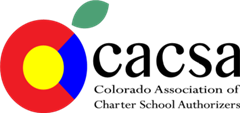 cacsa
Colorado Association of
Charter School Authorizers